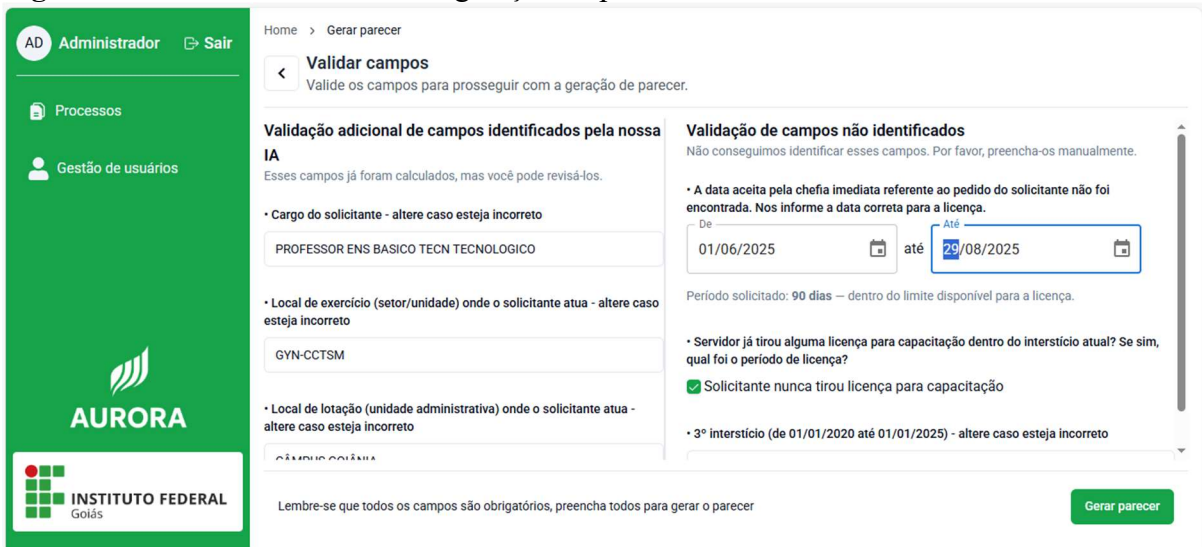 AD Administrador Sair
Processos
Gestão de usuários
AURORA
INSTITUTO FEDERAL
Goiás
Home > Gerar parecer
Validar campos
Valide os campos para prosseguir com a geração de parecer.
Validação adicional de campos identificados pela nossa
IA
Esses campos já foram calculados, mas você pode revisá-los.
• Cargo do solicitante - altere caso esteja incorreto
PROFESSOR ENS BASICO TECN TECNOLOGICO
• Local de exercício (setor/unidade) onde o solicitante atua - altere caso
esteja incorreto
GYN-CCTSM
• Local de lotação (unidade administrativa) onde o solicitante atua -
altere caso esteja incorreto
CÂMPUS GOIÂNIA
Validação de campos não identificados
Não conseguimos identificar esses campos. Por favor, preencha-os manualmente.
• A data aceita pela chefia imediata referente ao pedido do solicitante não foi
encontrada. Nos informe a data correta para a licença.
De
01/06/2025
até
Até
29/08/2025
Período solicitado: 90 dias — dentro do limite disponível para a licença.
• Servidor já tirou alguma licença para capacitação dentro do interstício atual? Se sim,
qual foi o período de licença?
Solicitante nunca tirou licença para capacitação
• 3º interstício (de 01/01/2020 até 01/01/2025) - altere caso esteja incorreto
Lembre-se que todos os campos são obrigatórios, preencha todos para gerar o parecer
Gerar parecer